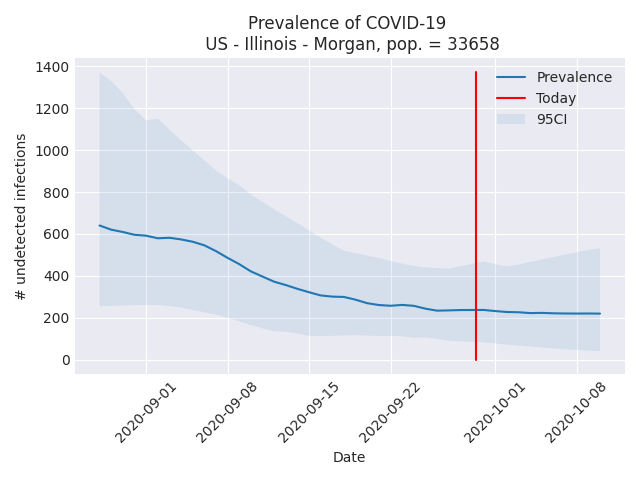 Prevalence of COVID-19
US - Illinois - Morgan, pop. = 33658
1400
1200
1000
800
600
400
200
0
# undetected infections
Prevalence
Today
95CI
2020-09-01
2020-09-08
2020-09-15
2020-09-22
2020-10-01
2020-10-08
Date